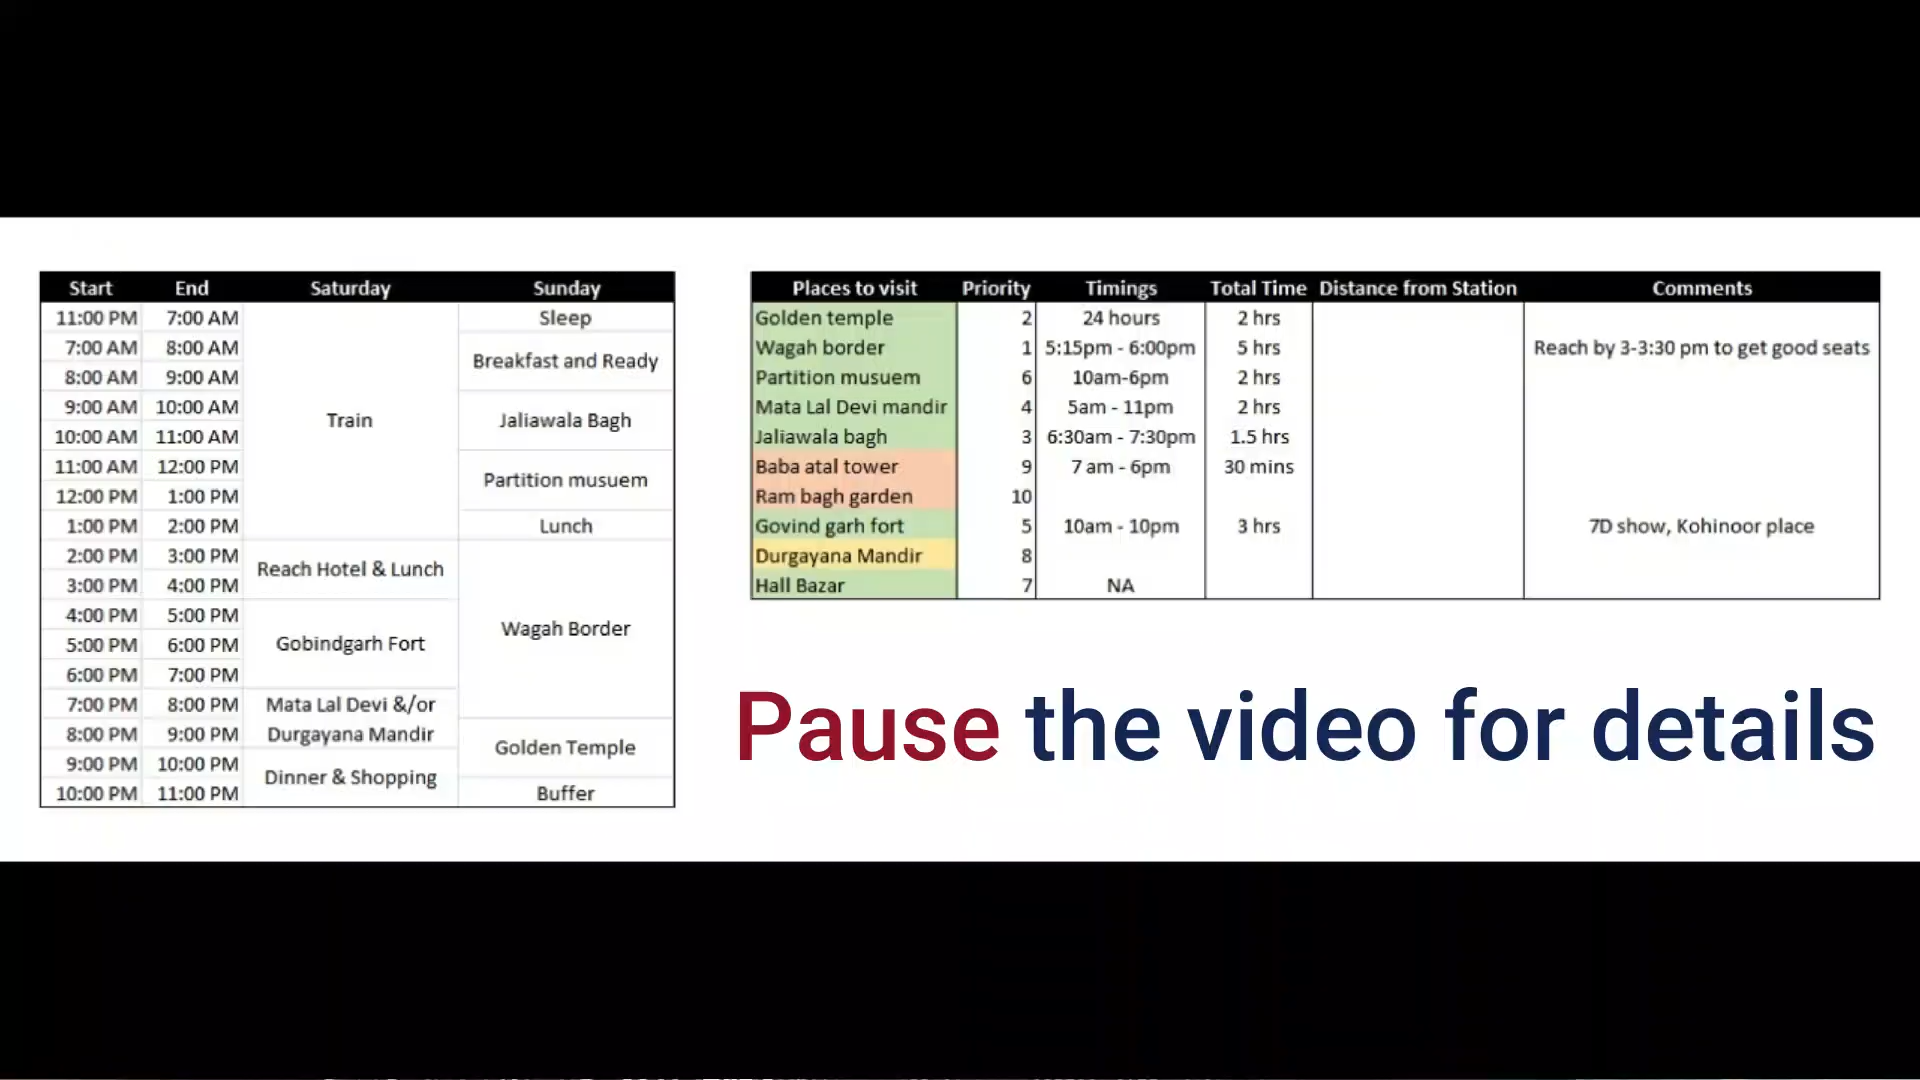 Start End Saturday Sunday
11:00 PM 7:00 AM Sleep
7:00 AM 8:00 AM Breakfast and Ready
8:00 AM 9:00 AM
9:00 AM 10:00 AM Train Jaliawala Bagh
10:00 AM 11:00 AM
11:00 AM 12:00 PM Partition musuem
12:00 PM 1:00 PM
1:00 PM 2:00 PM Lunch
2:00 PM 3:00 PM Reach Hotel & Lunch
3:00 PM 4:00 PM
4:00 PM 5:00 PM Wagah Border
5:00 PM 6:00 PM Gobindgarh Fort
6:00 PM 7:00 PM
7:00 PM 8:00 PM Mata Lal Devi &/or
8:00 PM 9:00 PM Durgayana Mandir Golden Temple
9:00 PM 10:00 PM Dinner & Shopping
10:00 PM 11:00 PM Buffer
Places to visit Priority Timings Total Time Distance from Station Comments
Golden temple 2 24 hours 2 hrs
Wagah border 1 5:15pm - 6:00pm 5 hrs Reach by 3-3:30 pm to get good seats
Partition musuem 6 10am-6pm 2 hrs
Mata Lal Devi mandir 4 5am - 11pm 2 hrs
Jaliawala bagh 3 6:30am - 7:30pm 1.5 hrs
Baba atal tower 9 7 am - 6pm 30 mins
Ram bagh garden 10
Govind garh fort 5 10am - 10pm 3 hrs 7D show, Kohinoor place
Durgayana Mandir 8
Hall Bazar 7 NA
Pause the video for details